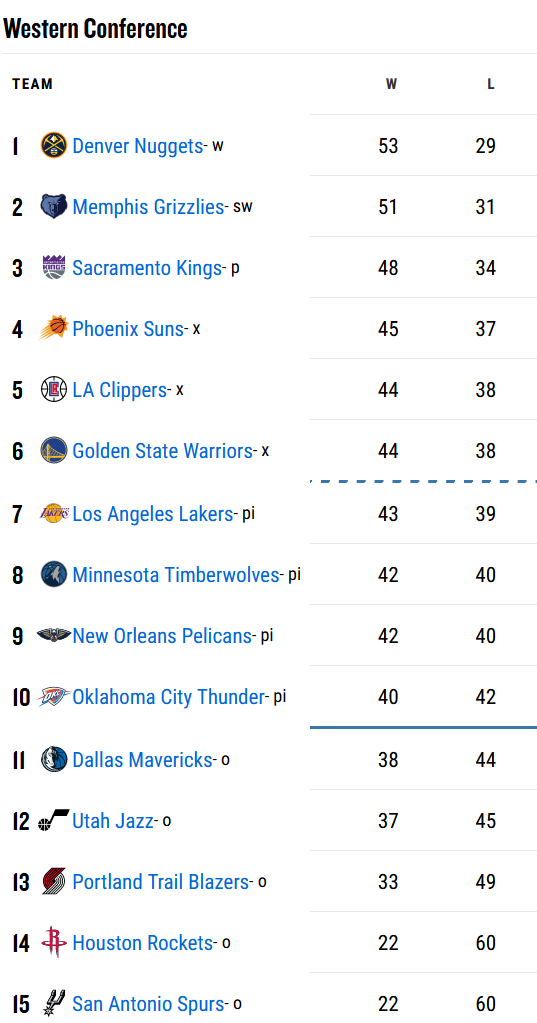 Western Conference
TEAM W L
1 Denver Nuggets- w 53 29
2 Memphis Grizzlies- sw 51 31
3 Sacramento Kings- p 48 34
4 Phoenix Suns- x 45 37
5 LA Clippers- x 44 38
6 Golden State Warriors- x 44 38
7 Los Angeles Lakers- pi 43 39
8 Minnesota Timberwolves- pi 42 40
9 New Orleans Pelicans- pi 42 40
10 Oklahoma City Thunder- pi 40 42
11 Dallas Mavericks- o 38 44
12 Utah Jazz- o 37 45
13 Portland Trail Blazers- o 33 49
14 Houston Rockets- o 22 60
15 San Antonio Spurs- o 22 60